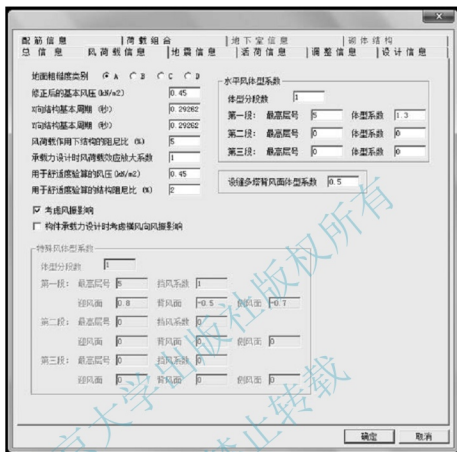 配筋信息 荷载组合 地下室信息 砌体结构
总信息 风荷载信息 地震信息 活荷信息 调整信息 设计信息
地面粗糙度类别 A B C D
修正后的基本风压 (kN/m2) 0.45
X向结构基本周期 (秒) 0.29262
Y向结构基本周期 (秒) 0.29262
风荷载作用下结构的阻尼比 (%) 5
承载力设计时风荷载效应放大系数 1
用于舒适度验算的风压 (kN/m2) 0.45
用于舒适度验算的结构阻尼比 (%) 2
考虑风振影响
构件承载力设计时考虑横风向风振影响
水平风体型系数
体型分段数 1
第一段: 最高层号 5 体型系数 1.3
第二段: 最高层号 0 体型系数 0
第三段: 最高层号 0 体型系数 0
设缝多塔背风面体型系数 0.5
特殊风体型系数
体型分段数 1
第一段: 最高层号 5 挡风系数 1
迎风面 0.8 背风面 -0.5 侧风面 -0.7
第二段: 最高层号 0 挡风系数 0
迎风面 0 背风面 0 侧风面 0
第三段: 最高层号 0 挡风系数 0
迎风面 0 背风面 0 侧风面 0
确定 取消
京大学出版社版权所有
禁止转载